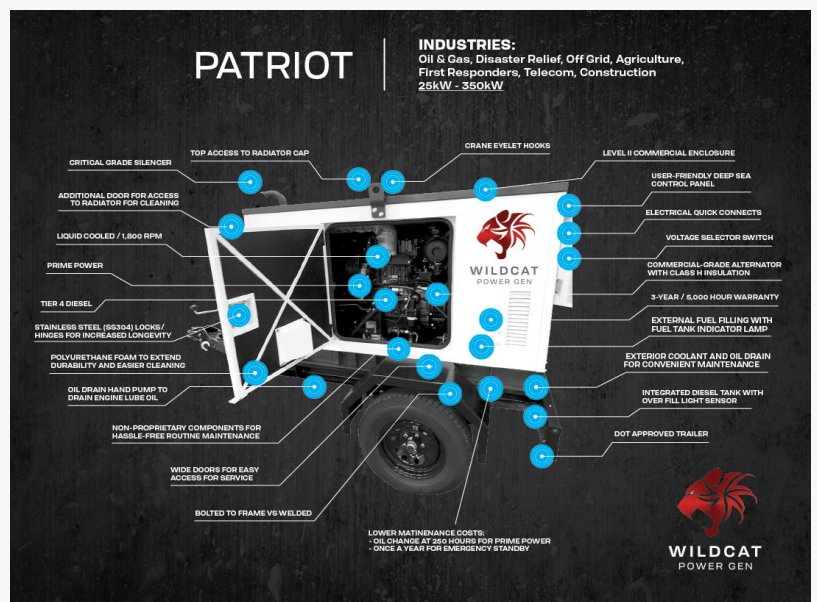 PATRIOT
INDUSTRIES:
Oil & Gas, Disaster Relief, Off Grid, Agriculture,
First Responders, Telecom, Construction
25kW - 350kW
CRITICAL GRADE SILENCER
TOP ACCESS TO RADIATOR CAP
CRANE EYELET HOOKS
LEVEL II COMMERCIAL ENCLOSURE
ADDITIONAL DOOR FOR ACCESS
TO RADIATOR FOR CLEANING
LIQUID COOLED / 1,800 RPM
PRIME POWER
TIER 4 DIESEL
STAINLESS STEEL (SS304) LOCKS/
HINGES FOR INCREASED LONGEVITY
POLYURETHANE FOAM TO EXTEND
DURABILITY AND EASIER CLEANING
OIL DRAIN HAND PUMP TO
DRAIN ENGINE LUBE OIL
NON-PROPRIETARY COMPONENTS FOR
HASSLE-FREE ROUTINE MAINTENANCE
WIDE DOORS FOR EASY
ACCESS FOR SERVICE
BOLTED TO FRAME VS WELDED
LOWER MATINENANCE COSTS:
- OIL CHANGE AT 250 HOURS FOR PRIME POWER
- ONCE A YEAR FOR EMERGENCY STANDBY
WILDCAT
POWER GEN
USER-FRIENDLY DEEP SEA
CONTROL PANEL
ELECTRICAL QUICK CONNECTS
VOLTAGE SELECTOR SWITCH
COMMERCIAL-GRADE ALTERNATOR
WITH CLASS H INSULATION
3-YEAR / 5,000 HOUR WARRANTY
EXTERNAL FUEL FILLING WITH
FUEL TANK INDICATOR LAMP
EXTERIOR COOLANT AND OIL DRAIN
FOR CONVENIENT MAINTENANCE
INTEGRATED DIESEL TANK WITH
OVER FILL LIGHT SENSOR
DOT APPROVED TRAILER
WILDCAT
POWER GEN